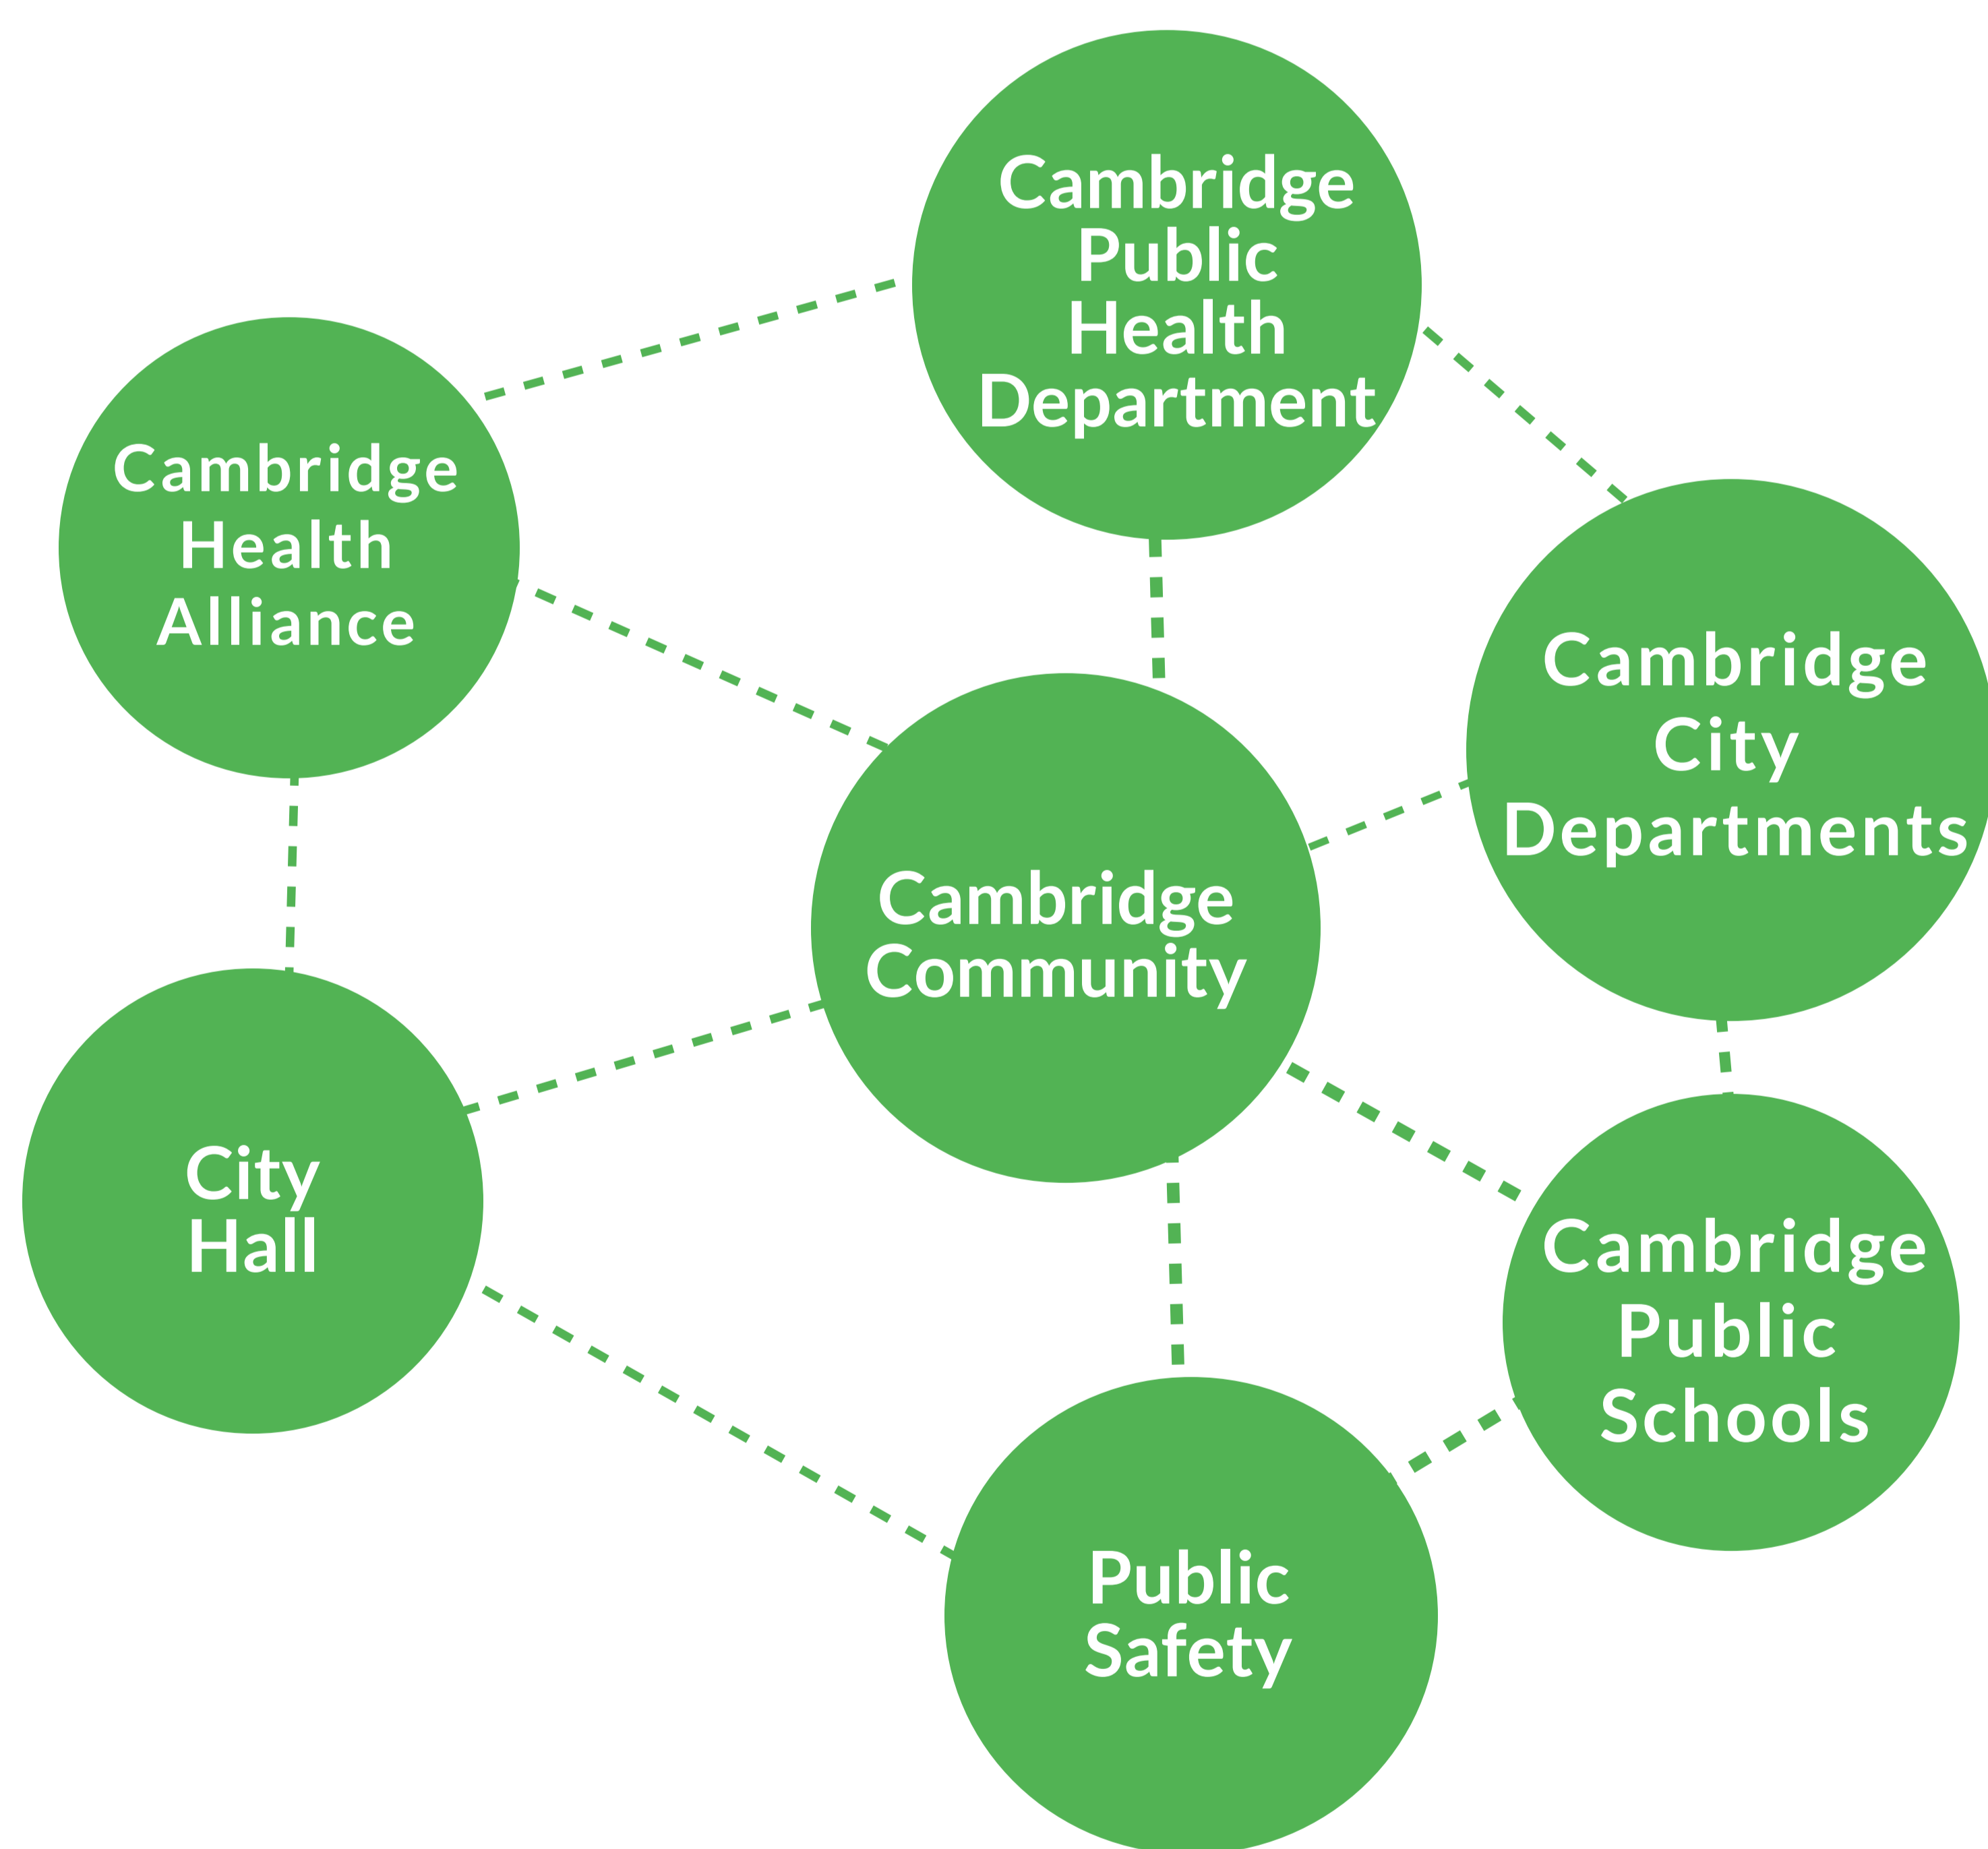 Cambridge
Public
Health
Department
Cambridge
Health
Alliance
Cambridge
City
Departments
Cambridge
Community
City
Hall
Cambridge
Public
Schools
Public
Safety